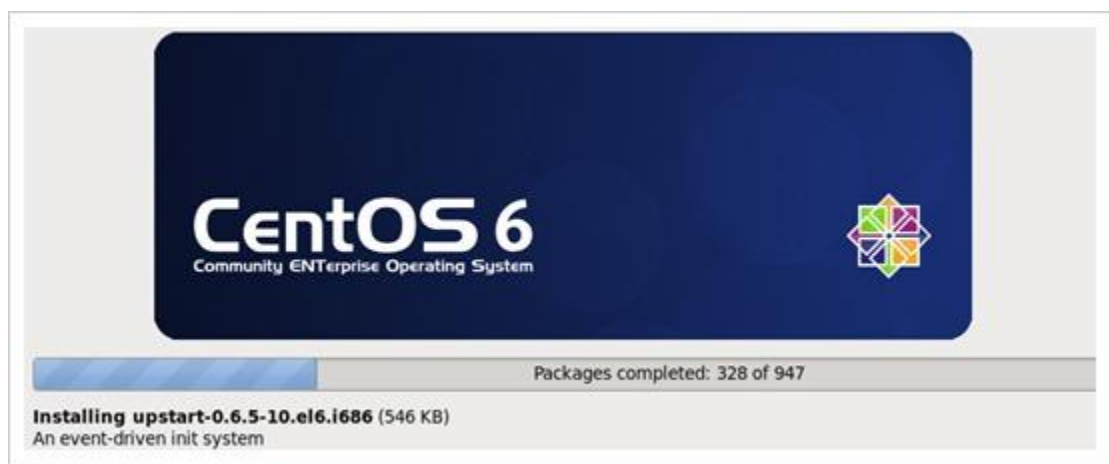 CentOS 6
Community ENTerprise Operating System
Packages completed: 328 of 947
Installing upstart-0.6.5-10.el6.i686 (546 KB)
An event-driven init system